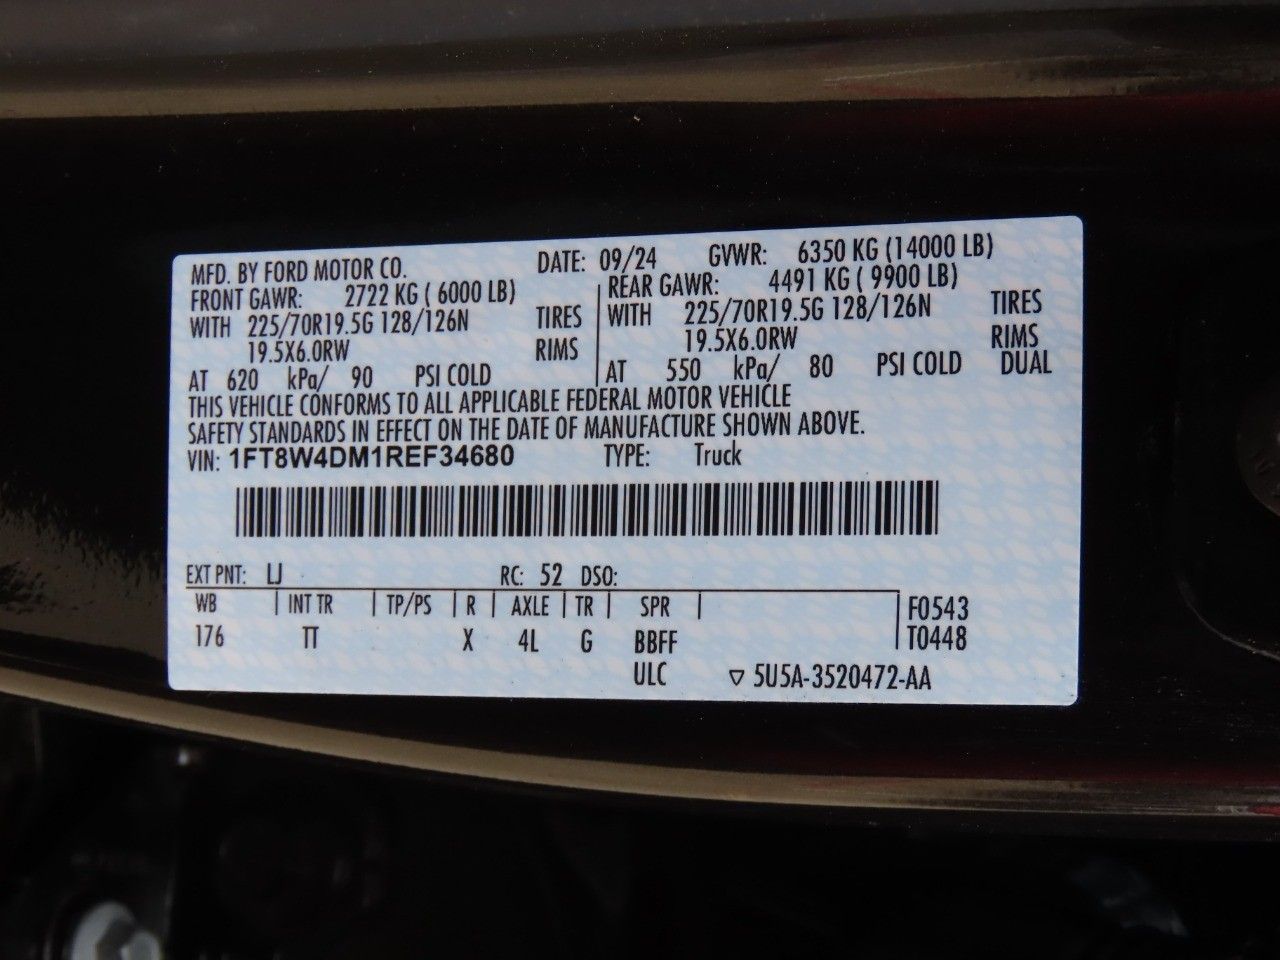 MFD. BY FORD MOTOR CO. DATE: 09/24 GVWR: 6350 KG (14000 LB)
FRONT GAWR: 2722 KG ( 6000 LB) REAR GAWR: 4491 KG ( 9900 LB)
WITH 225/70R19.5G 128/126N TIRES WITH 225/70R19.5G 128/126N TIRES
19.5X6.0RW RIMS 19.5X6.0RW RIMS
AT 620 kPa/ 90 PSI COLD AT 550 kPa/ 80 PSI COLD DUAL
THIS VEHICLE CONFORMS TO ALL APPLICABLE FEDERAL MOTOR VEHICLE
SAFETY STANDARDS IN EFFECT ON THE DATE OF MANUFACTURE SHOWN ABOVE.
VIN: 1FT8W4DM1REF34680 TYPE: Truck
EXT PNT: LJ RC: 52 DSO:
WB INT TR TP/PS R AXLE TR SPR F0543
176 TT X 4L G BBFF T0448
ULC ▽ 5U5A-3520472-AA